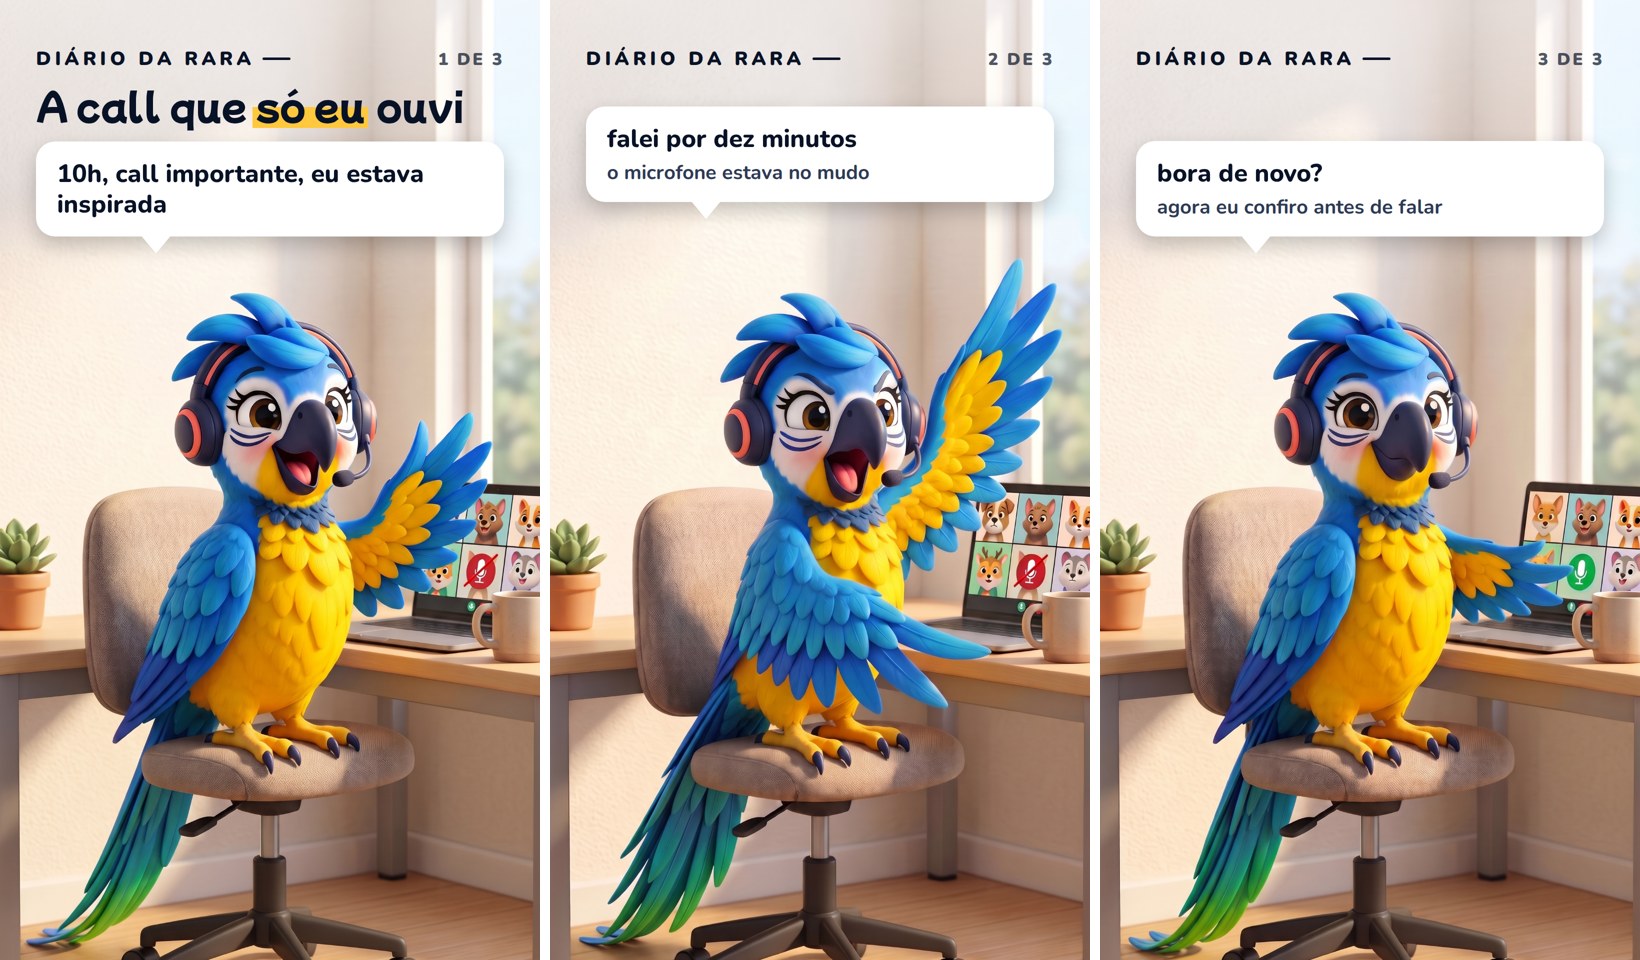 DIÁRIO DA RARA —
1 DE 3
A call que só eu ouvi
10h, call importante, eu estava
inspirada
DIÁRIO DA RARA —
2 DE 3
falei por dez minutos
o microfone estava no mudo
DIÁRIO DA RARA —
3 DE 3
bora de novo?
agora eu confiro antes de falar